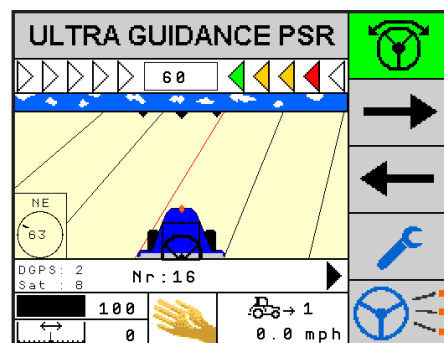 ULTRA GUIDANCE PSR
60
NE
63
DGPS: 2
Sat : 8
Nr:16
100
1
0
0.0 mph